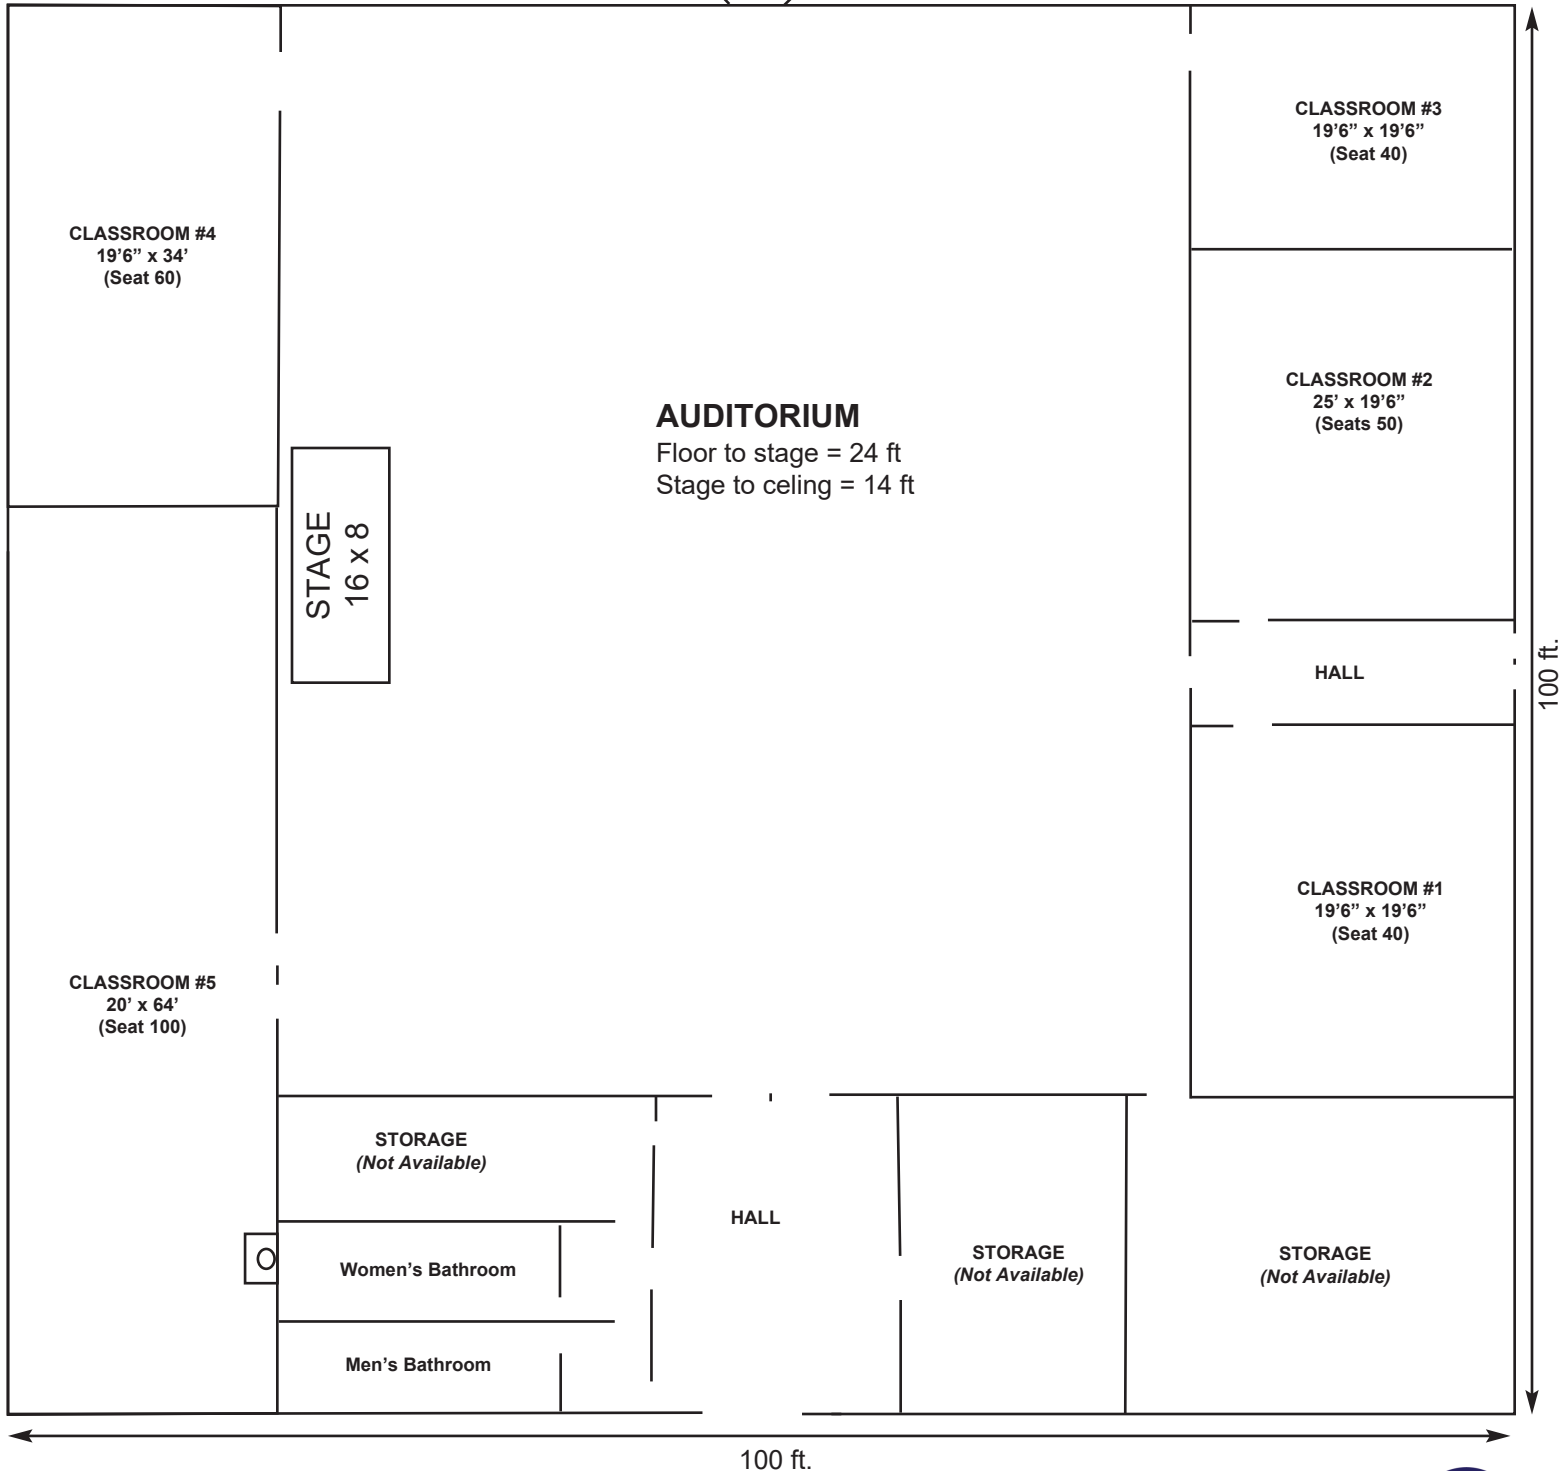 CLASSROOM #3
19’6” x 19’6”
(Seat 40)
CLASSROOM #4
19’6” x 34’
(Seat 60)
CLASSROOM #2
25’ x 19’6”
(Seats 50)
AUDITORIUM
Floor to stage = 24 ft
Stage to celing = 14 ft
STAGE
16 x 8
HALL
100 ft.
CLASSROOM #1
19’6” x 19’6”
(Seat 40)
CLASSROOM #5
20’ x 64’
(Seat 100)
STORAGE
(Not Available)
HALL
STORAGE
(Not Available)
STORAGE
(Not Available)
Women’s Bathroom
Men’s Bathroom
100 ft.